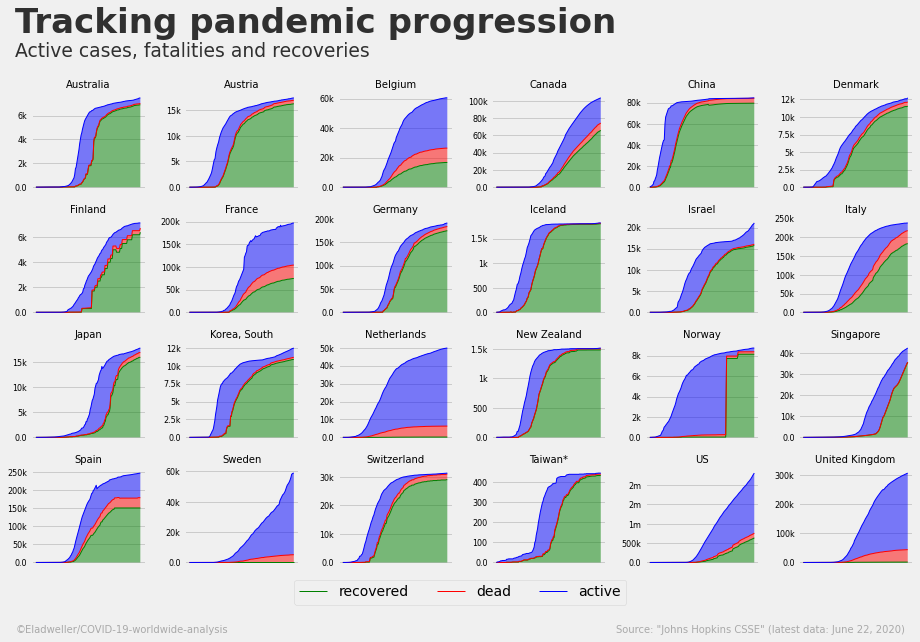 Tracking pandemic progression
Active cases, fatalities and recoveries
Australia Austria Belgium Canada China Denmark
6k 4k 2k 0.0 15k 10k 5k 0.0 60k 40k 20k 0.0 100k 80k 60k 40k 20k 0.0 80k 60k 40k 20k 0.0 12k 10k 7.5k 5k 2.5k 0.0
Finland France Germany Iceland Israel Italy
6k 4k 2k 0.0 200k 150k 100k 50k 0.0 200k 150k 100k 50k 0.0 1.5k 1k 500 0.0 20k 15k 10k 5k 0.0 250k 200k 150k 100k 50k 0.0
Japan Korea, South Netherlands New Zealand Norway Singapore
15k 10k 5k 0.0 12k 10k 7.5k 5k 2.5k 0.0 50k 40k 30k 20k 10k 0.0 1.5k 1k 500 0.0 8k 6k 4k 2k 0.0 40k 30k 20k 10k 0.0
Spain Sweden Switzerland Taiwan* US United Kingdom
250k 200k 150k 100k 50k 0.0 60k 40k 20k 0.0 30k 20k 10k 0.0 400 300 200 100 0.0 2m 2m 1m 500k 0.0 300k 200k 100k 0.0
recovered dead active
©Eladweller/COVID-19-worldwide-analysis Source: "Johns Hopkins CSSE" (latest data: June 22, 2020)